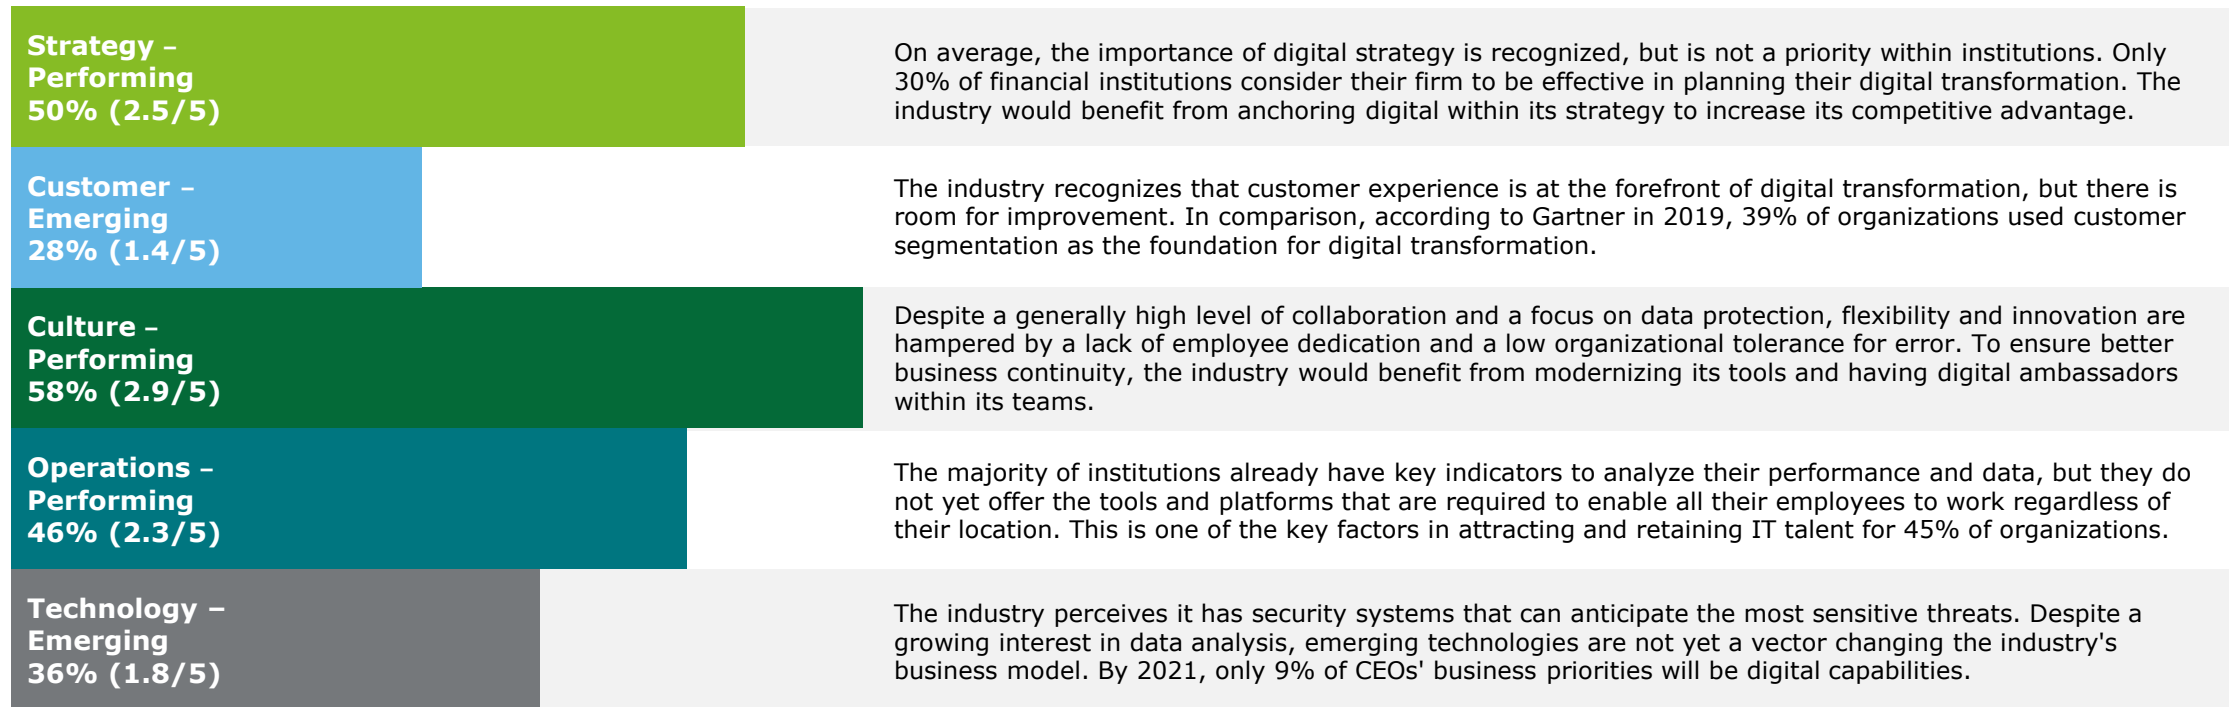 Strategy –
Performing
50% (2.5/5)
On average, the importance of digital strategy is recognized, but is not a priority within institutions. Only
30% of financial institutions consider their firm to be effective in planning their digital transformation. The
industry would benefit from anchoring digital within its strategy to increase its competitive advantage.
Customer –
Emerging
28% (1.4/5)
The industry recognizes that customer experience is at the forefront of digital transformation, but there is
room for improvement. In comparison, according to Gartner in 2019, 39% of organizations used customer
segmentation as the foundation for digital transformation.
Culture –
Performing
58% (2.9/5)
Despite a generally high level of collaboration and a focus on data protection, flexibility and innovation are
hampered by a lack of employee dedication and a low organizational tolerance for error. To ensure better
business continuity, the industry would benefit from modernizing its tools and having digital ambassadors
within its teams.
Operations –
Performing
46% (2.3/5)
The majority of institutions already have key indicators to analyze their performance and data, but they do
not yet offer the tools and platforms that are required to enable all their employees to work regardless of
their location. This is one of the key factors in attracting and retaining IT talent for 45% of organizations.
Technology –
Emerging
36% (1.8/5)
The industry perceives it has security systems that can anticipate the most sensitive threats. Despite a
growing interest in data analysis, emerging technologies are not yet a vector changing the industry's
business model. By 2021, only 9% of CEOs' business priorities will be digital capabilities.